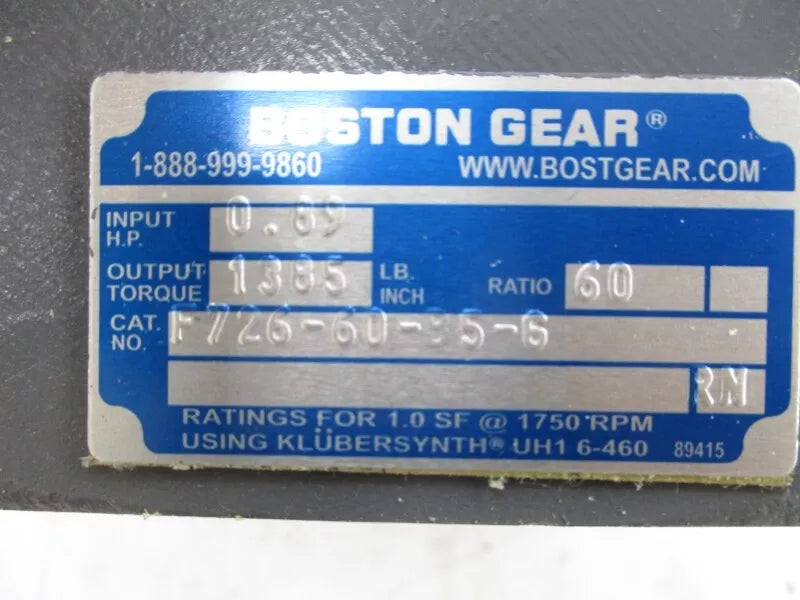 BOSTON GEAR®
1-888-999-9860 WWW.BOSTGEAR.COM
INPUT H.P. 0.89
OUTPUT TORQUE 1385 LB. INCH RATIO 60
CAT. NO. F726-60-B5-G
RN
RATINGS FOR 1.0 SF @ 1750 RPM
USING KLÜBERSYNTH® UH1 6-460 89415